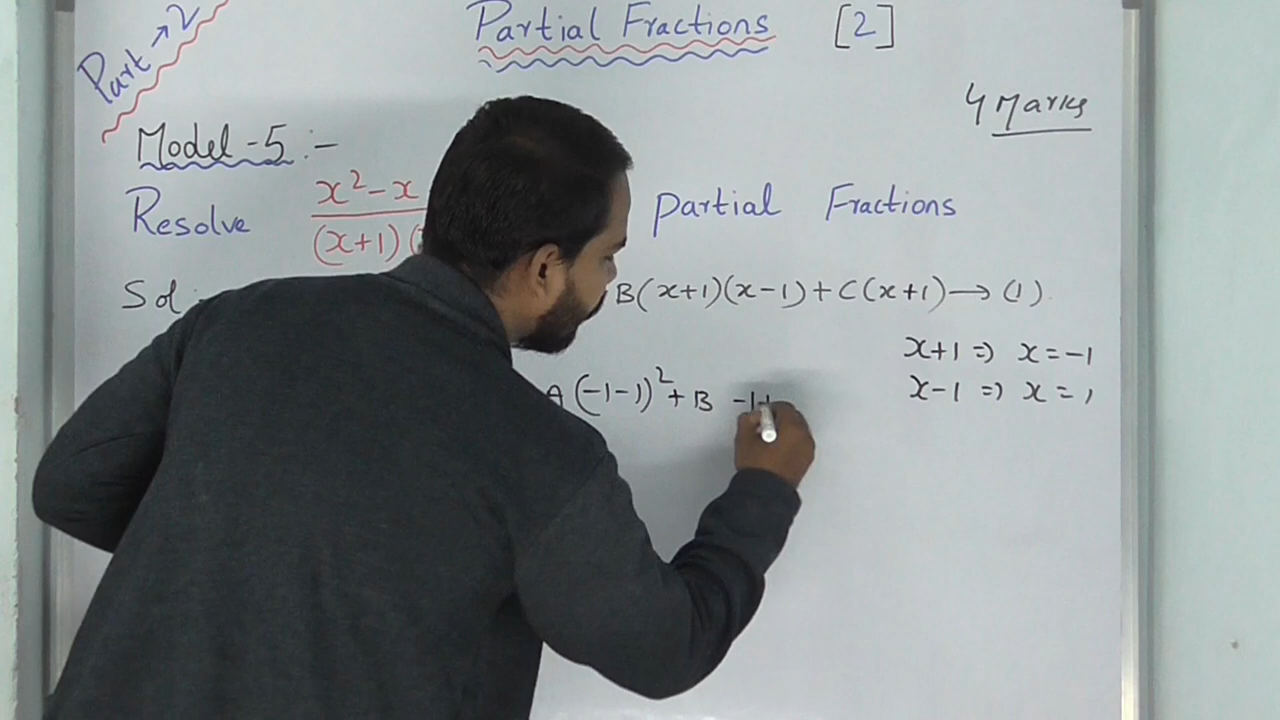 Part → 2
Partial Fractions [2]
4 Marks
Model-5:-
Resolve x²-x / (x+1)( Partial Fractions
Sol:-
B(x+1)(x-1)+C(x+1)→(1)
x+1 => x=-1
x-1 => x=1
A(-1-1)²+B -1+